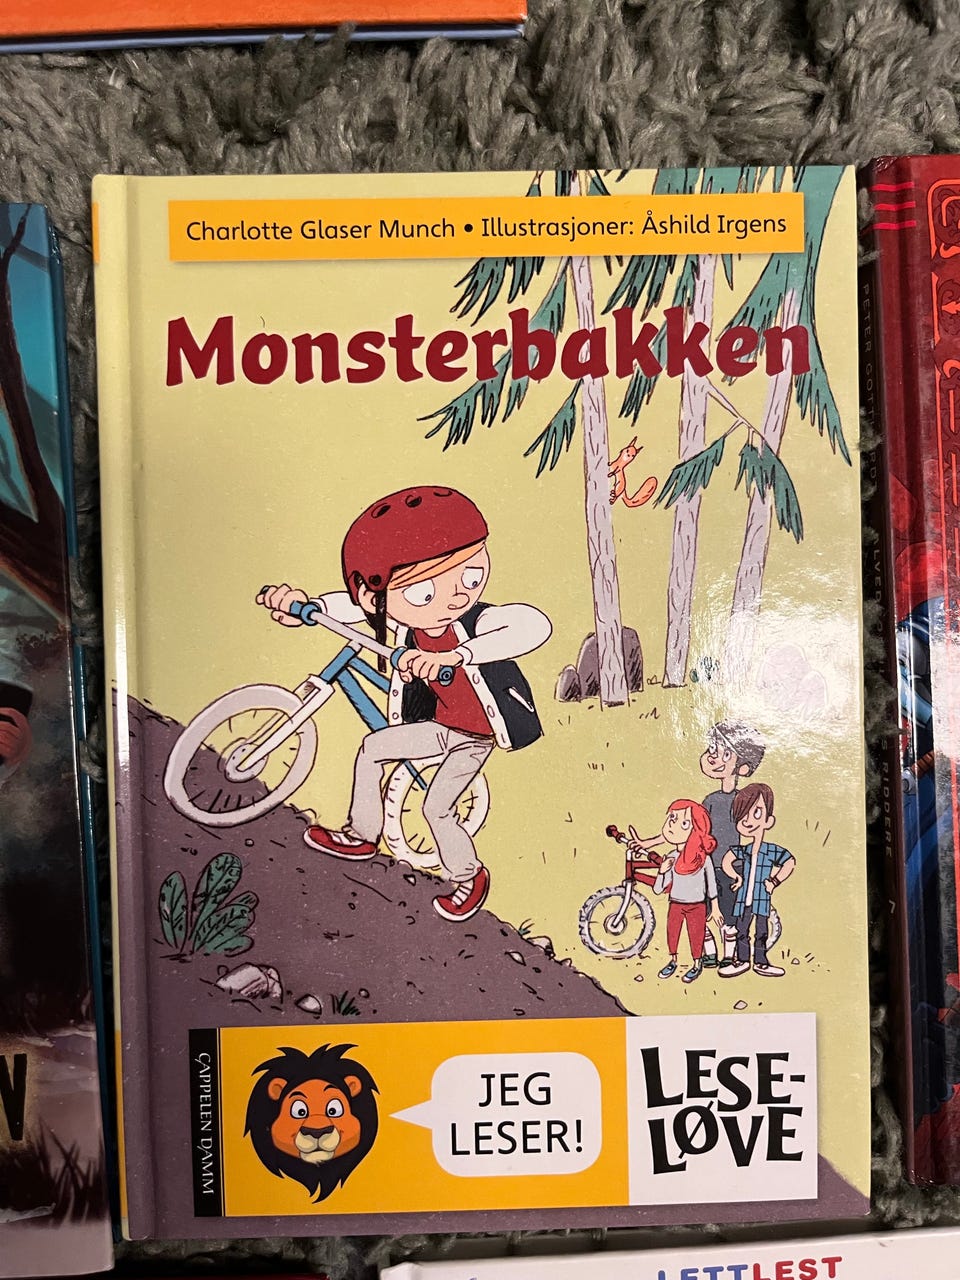 Charlotte Glaser Munch • Illustrasjoner: Åshild Irgens
Monsterbakken
CAPPELEN DAMM
JEG
LESER!
LESE-
LØVE
LETTLEST